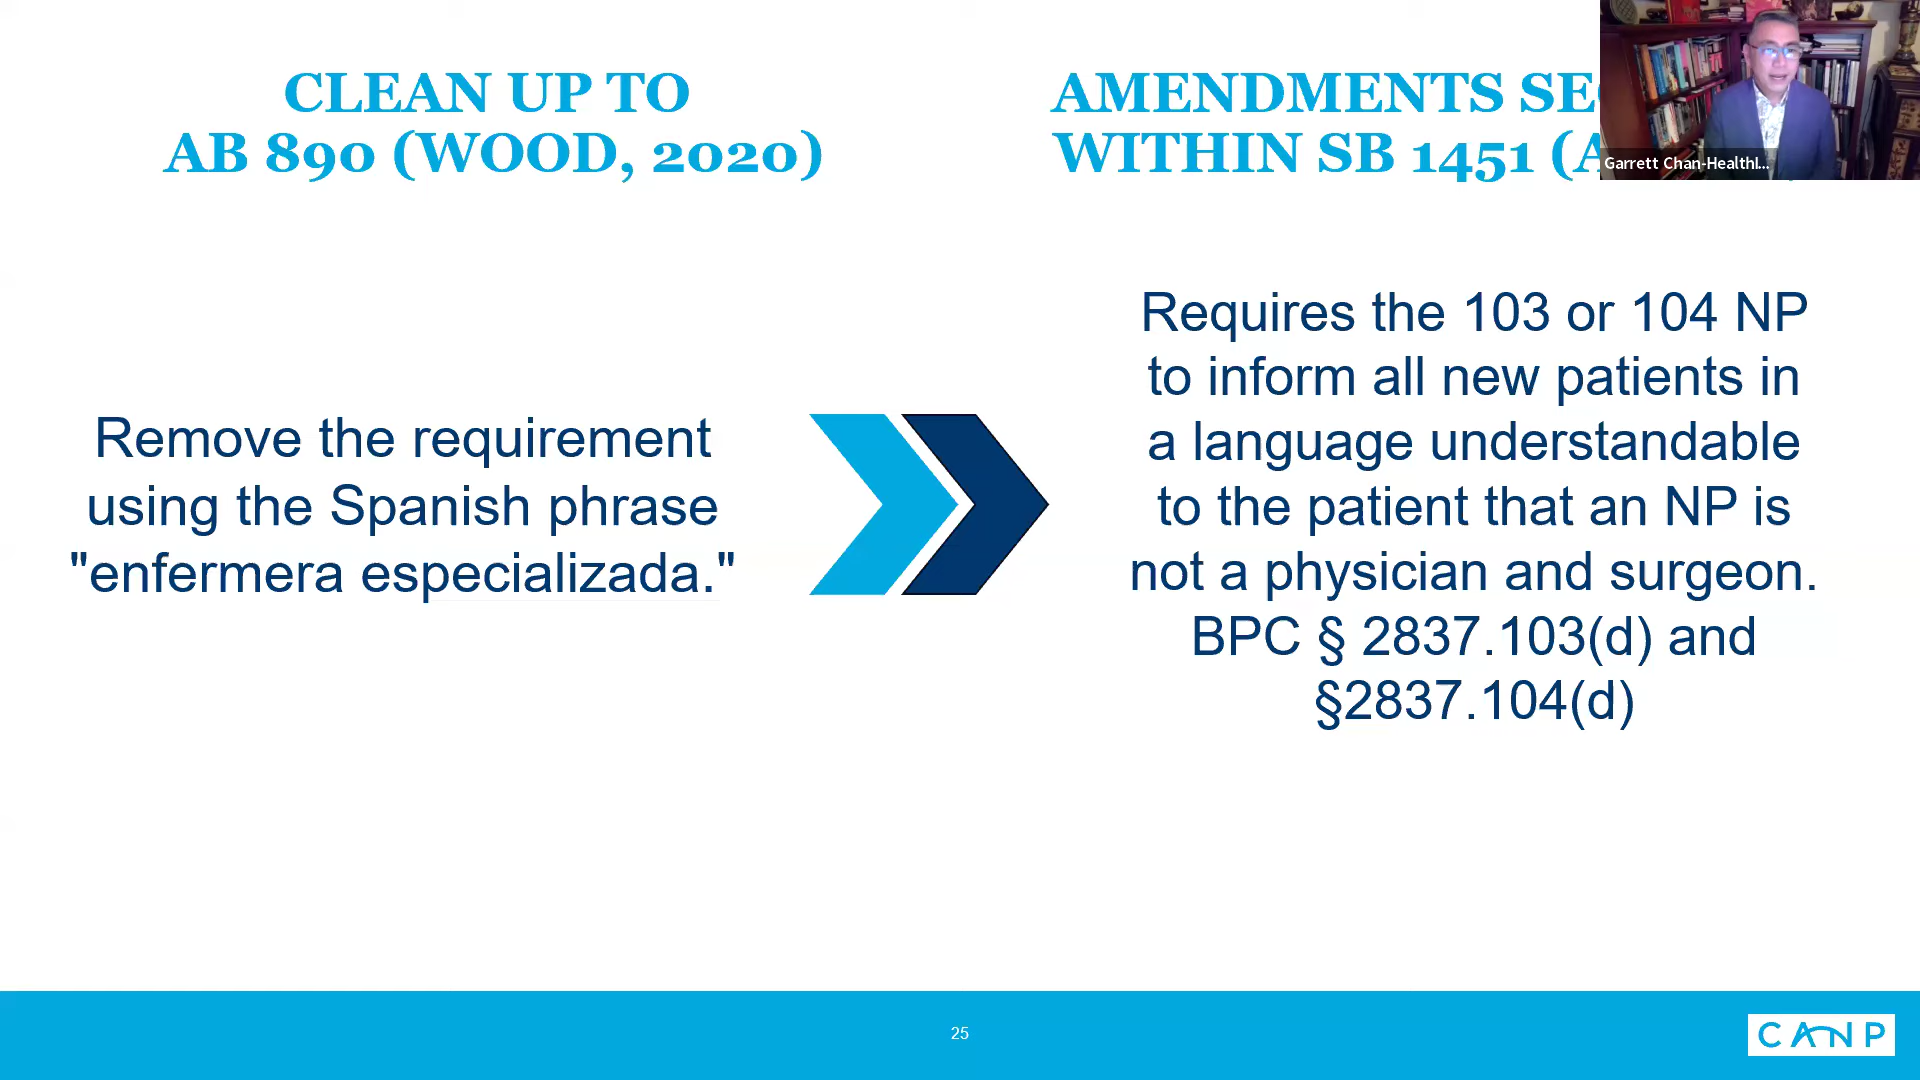 CLEAN UP TO
AB 890 (WOOD, 2020)
AMENDMENTS
WITHIN SB 1451
Garrett Chan-Healthl...
Remove the requirement
using the Spanish phrase
"enfermera especializada."
Requires the 103 or 104 NP
to inform all new patients in
a language understandable
to the patient that an NP is
not a physician and surgeon.
BPC § 2837.103(d) and
§2837.104(d)
25
CANP